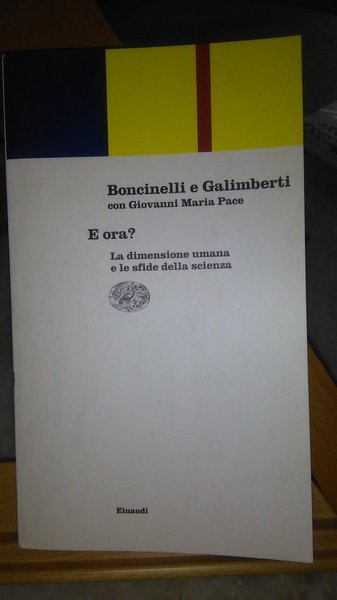 Boncinelli e Galimberti
con Giovanni Maria Pace
E ora?
La dimensione umana
e le sfide della scienza
Einaudi